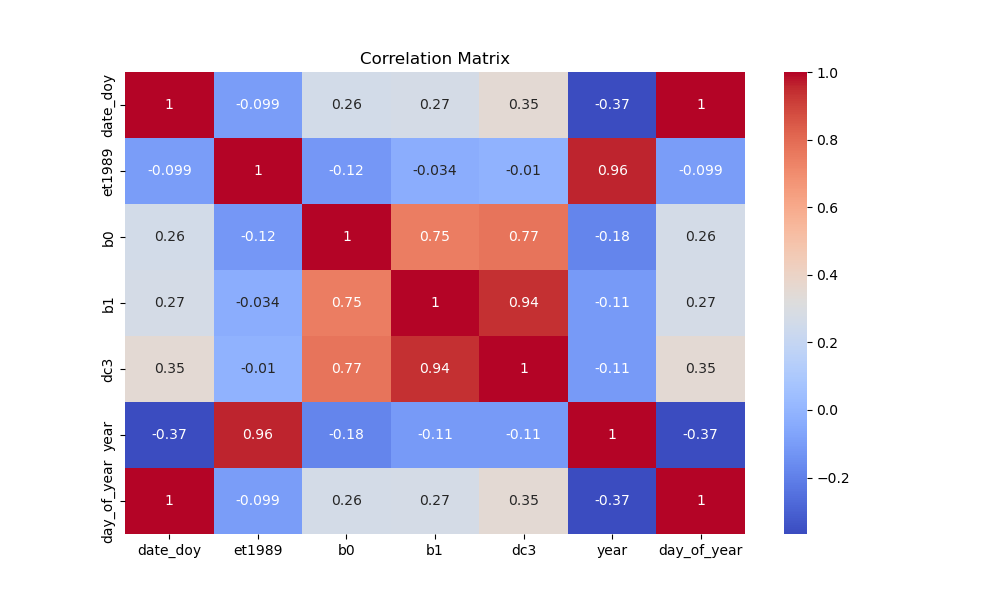 Correlation Matrix
date_doy 1 -0.099 0.26 0.27 0.35 -0.37 1
et1989 -0.099 1 -0.12 -0.034 -0.01 0.96 -0.099
b0 0.26 -0.12 1 0.75 0.77 -0.18 0.26
b1 0.27 -0.034 0.75 1 0.94 -0.11 0.27
dc3 0.35 -0.01 0.77 0.94 1 -0.11 0.35
year -0.37 0.96 -0.18 -0.11 -0.11 1 -0.37
day_of_year 1 -0.099 0.26 0.27 0.35 -0.37 1
date_doy et1989 b0 b1 dc3 year day_of_year
1.0
0.8
0.6
0.4
0.2
0.0
−0.2